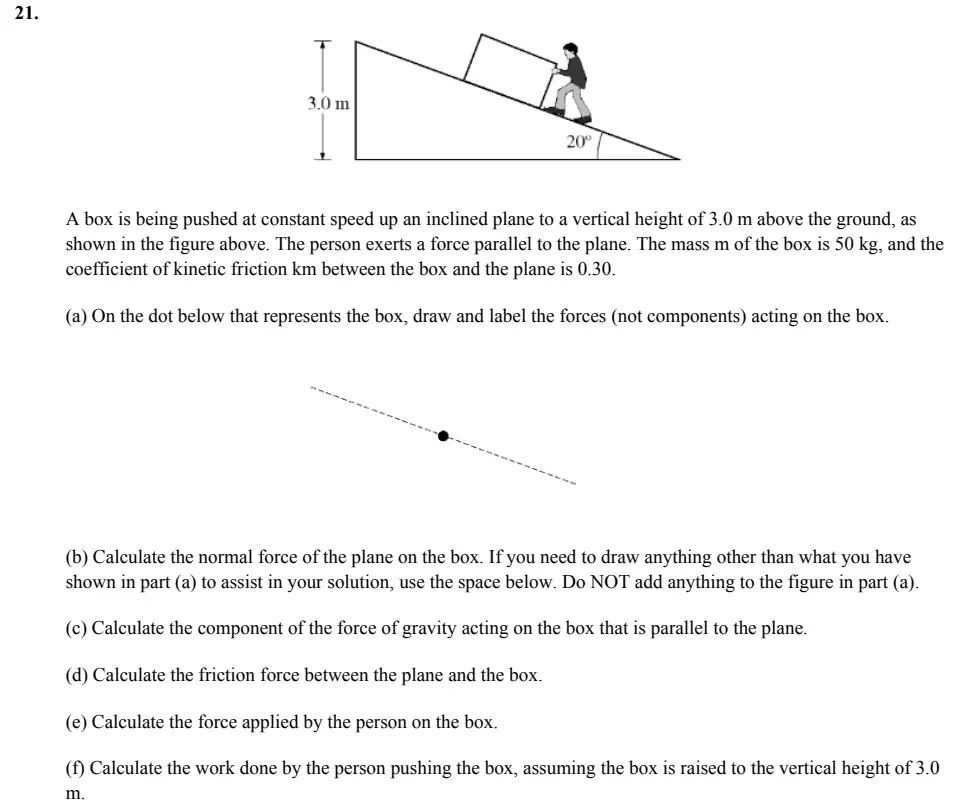 21.
3.0 m
20°
A box is being pushed at constant speed up an inclined plane to a vertical height of 3.0 m above the ground, as
shown in the figure above. The person exerts a force parallel to the plane. The mass m of the box is 50 kg, and the
coefficient of kinetic friction km between the box and the plane is 0.30.
(a) On the dot below that represents the box, draw and label the forces (not components) acting on the box.
(b) Calculate the normal force of the plane on the box. If you need to draw anything other than what you have
shown in part (a) to assist in your solution, use the space below. Do NOT add anything to the figure in part (a).
(c) Calculate the component of the force of gravity acting on the box that is parallel to the plane.
(d) Calculate the friction force between the plane and the box.
(e) Calculate the force applied by the person on the box.
(f) Calculate the work done by the person pushing the box, assuming the box is raised to the vertical height of 3.0
m.